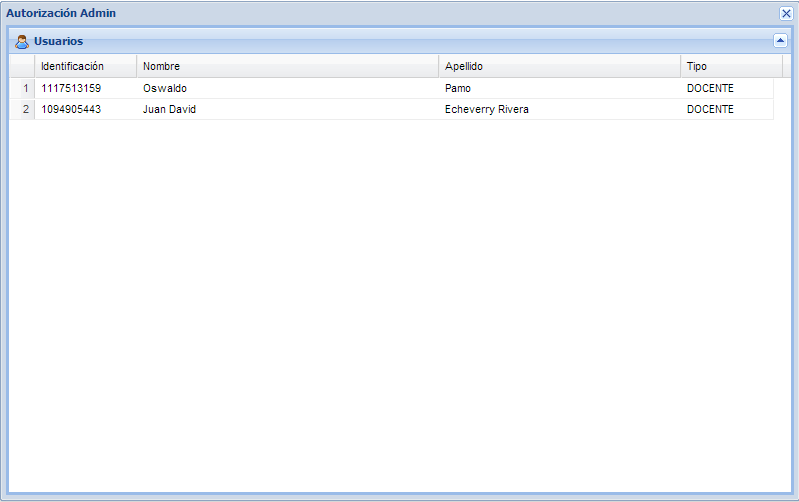 Autorización Admin
Usuarios
Identificación Nombre Apellido Tipo
1 1117513159 Oswaldo Pamo DOCENTE
2 1094905443 Juan David Echeverry Rivera DOCENTE